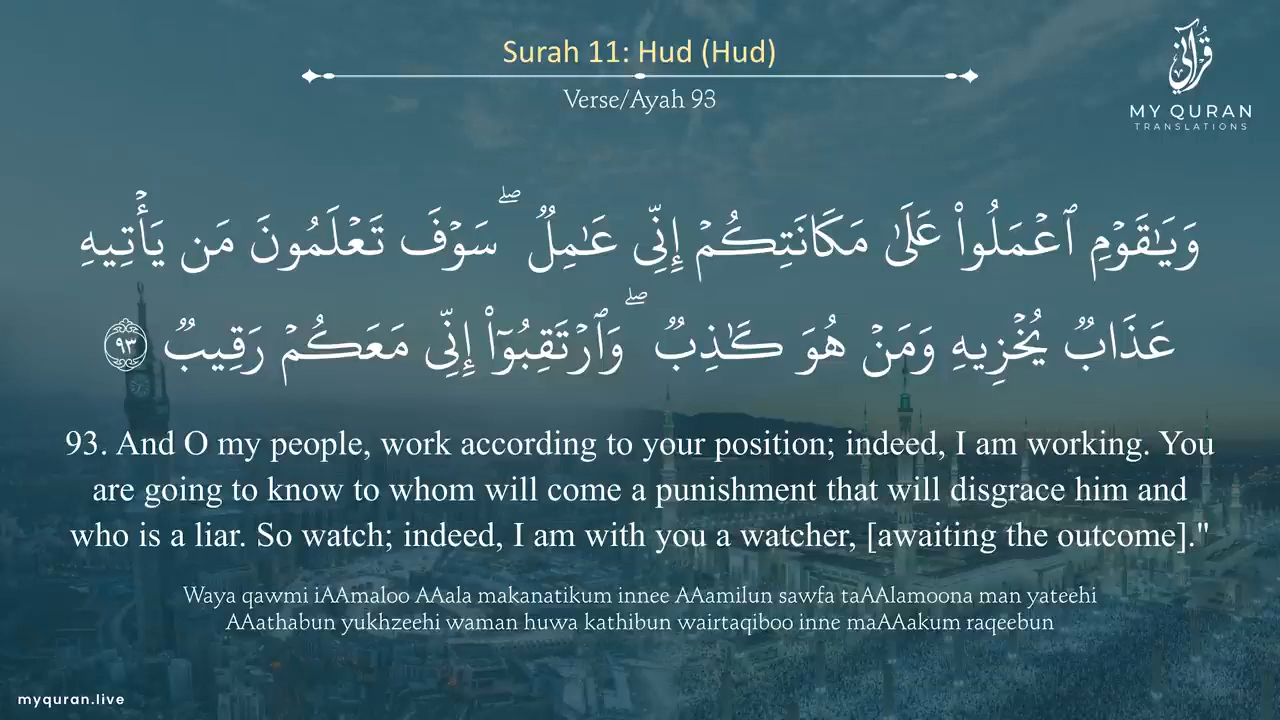 Surah 11: Hud (Hud)
Verse/Ayah 93
قرآني
MY QURAN
TRANSLATIONS
وَيَـٰقَوْمِ ٱعْمَلُوا۟ عَلَىٰ مَكَانَتِكُمْ إِنِّى عَـٰمِلٌ ۖ سَوْفَ تَعْلَمُونَ مَن يَأْتِيهِ
عَذَابٌ يُخْزِيهِ وَمَنْ هُوَ كَـٰذِبٌ ۖ وَٱرْتَقِبُوٓا۟ إِنِّى مَعَكُمْ رَقِيبٌ ٩٣
93. And O my people, work according to your position; indeed, I am working. You
are going to know to whom will come a punishment that will disgrace him and
who is a liar. So watch; indeed, I am with you a watcher, [awaiting the outcome]."
Waya qawmi iAAmaloo AAala makanatikum innee AAamilun sawfa taAAlamoona man yateehi
AAathabun yukhzeehi waman huwa kathibun wairtaqiboo inne maAAakum raqeebun
myquran.live